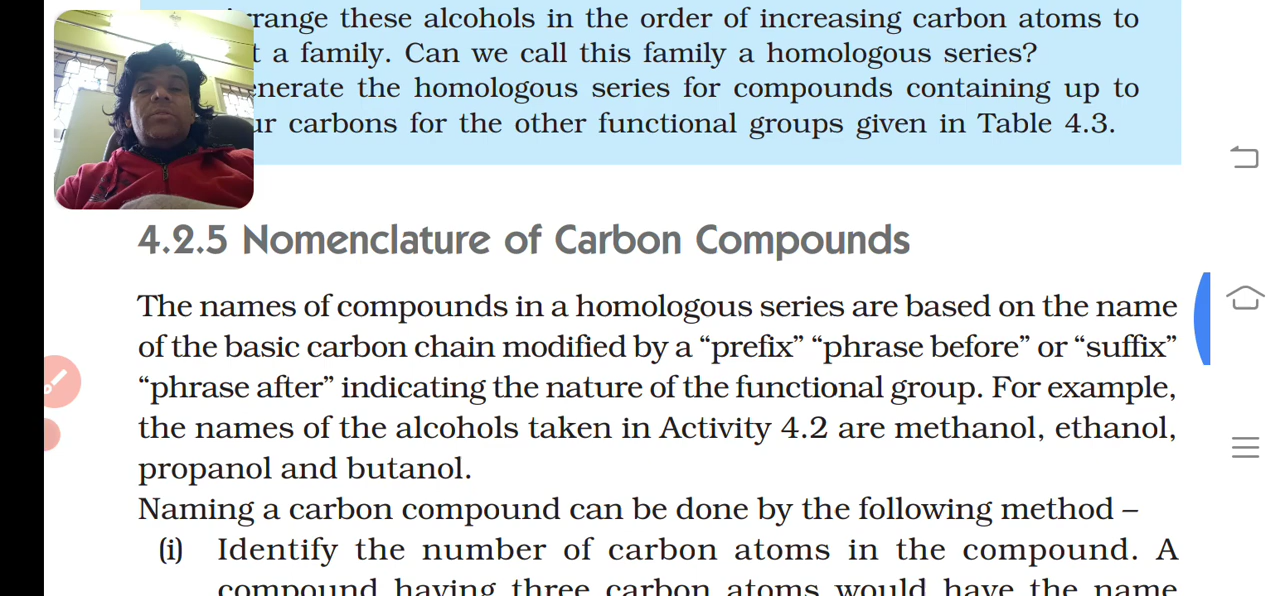 these alcohols in the order of increasing carbon atoms to
a family. Can we call this family a homologous series?
the homologous series for compounds containing up to
carbons for the other functional groups given in Table 4.3.
4.2.5 Nomenclature of Carbon Compounds
The names of compounds in a homologous series are based on the name
of the basic carbon chain modified by a “prefix” “phrase before” or “suffix”
“phrase after” indicating the nature of the functional group. For example,
the names of the alcohols taken in Activity 4.2 are methanol, ethanol,
propanol and butanol.
Naming a carbon compound can be done by the following method –
(i) Identify the number of carbon atoms in the compound. A
compound having three carbon atoms would have the name